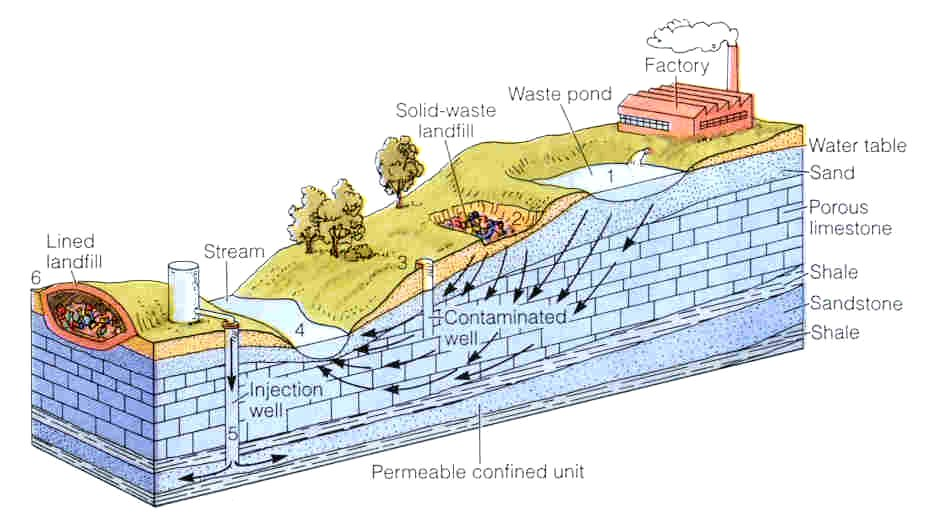 Factory
Waste pond
Solid-waste
landfill
1
Water table
Sand
2
Porous
limestone
Lined
landfill
Stream
3
6
Shale
Sandstone
4
Contaminated
well
Shale
Injection
well
5
Permeable confined unit